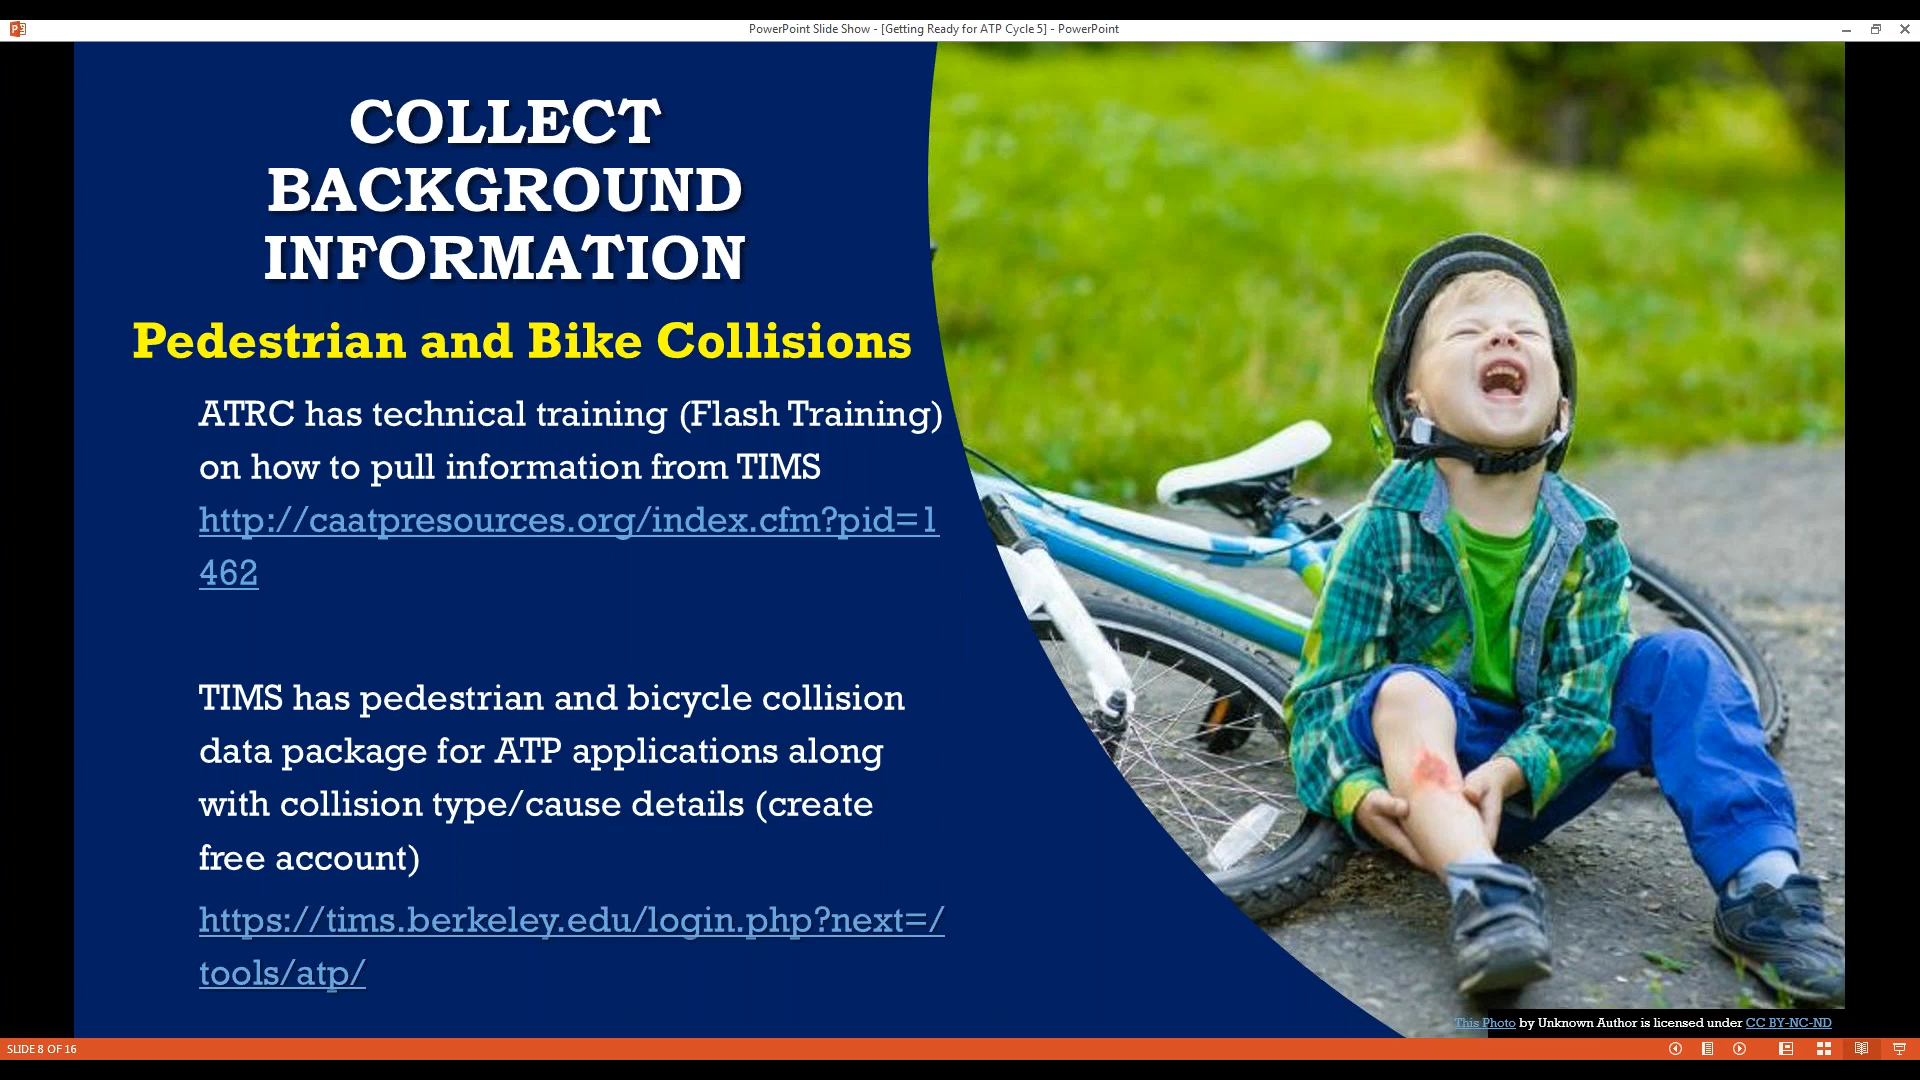 PowerPoint Slide Show - [Getting Ready for ATP Cycle 5] - PowerPoint
COLLECT
BACKGROUND
INFORMATION
Pedestrian and Bike Collisions
ATRC has technical training (Flash Training)
on how to pull information from TIMS
http://caatpresources.org/index.cfm?pid=1
462
TIMS has pedestrian and bicycle collision
data package for ATP applications along
with collision type/cause details (create
free account)
https://tims.berkeley.edu/login.php?next=/
tools/atp/
This Photo by Unknown Author is licensed under CC BY-NC-ND
SLIDE 8 OF 16